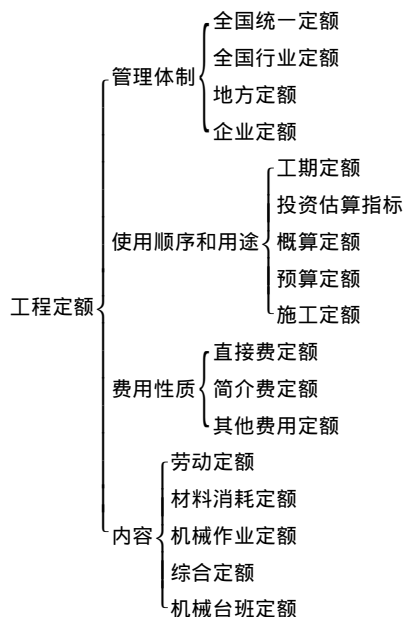 全国统一定额
全国行业定额
管理体制
地方定额
企业定额
工期定额
投资估算指标
使用顺序和用途
概算定额
预算定额
工程定额
施工定额
直接费定额
费用性质
简介费定额
其他费用定额
劳动定额
材料消耗定额
内容
机械作业定额
综合定额
机械台班定额